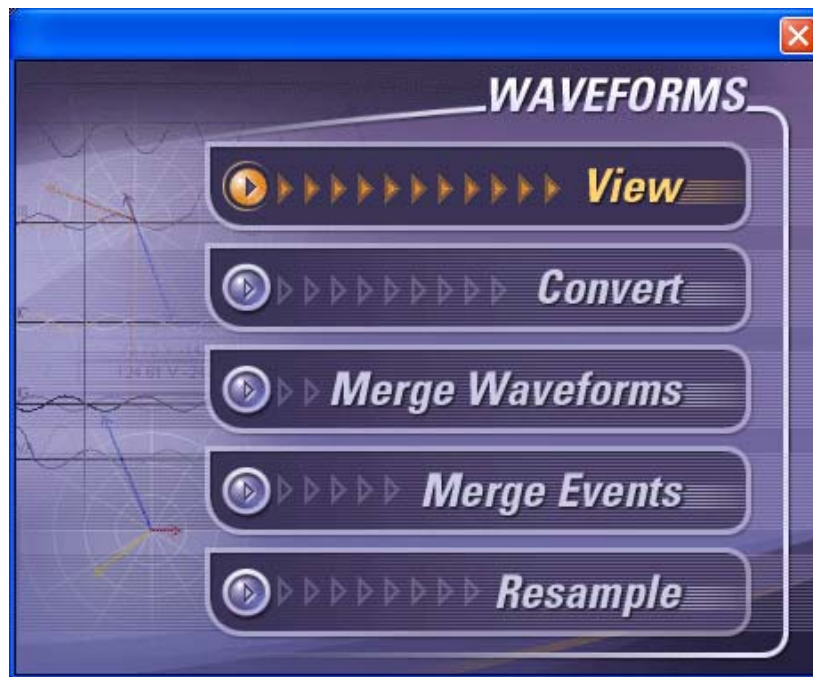 WAVEFORMS
View
Convert
Merge Waveforms
Merge Events
Resample